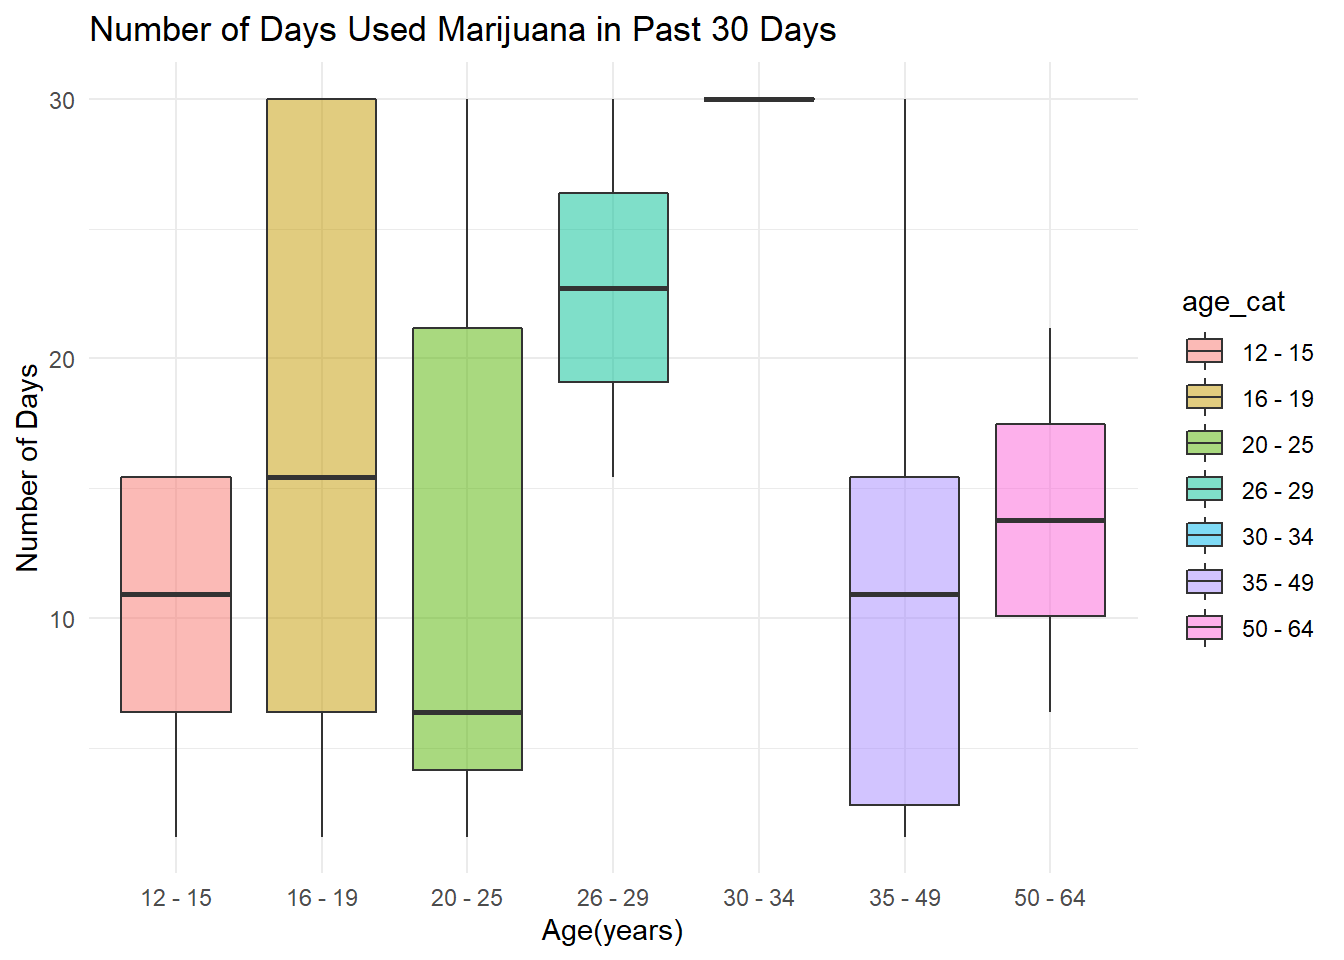 Number of Days Used Marijuana in Past 30 Days
Number of Days
30
20
10
12 - 15
16 - 19
20 - 25
26 - 29
30 - 34
35 - 49
50 - 64
Age(years)
age_cat
12 - 15
16 - 19
20 - 25
26 - 29
30 - 34
35 - 49
50 - 64